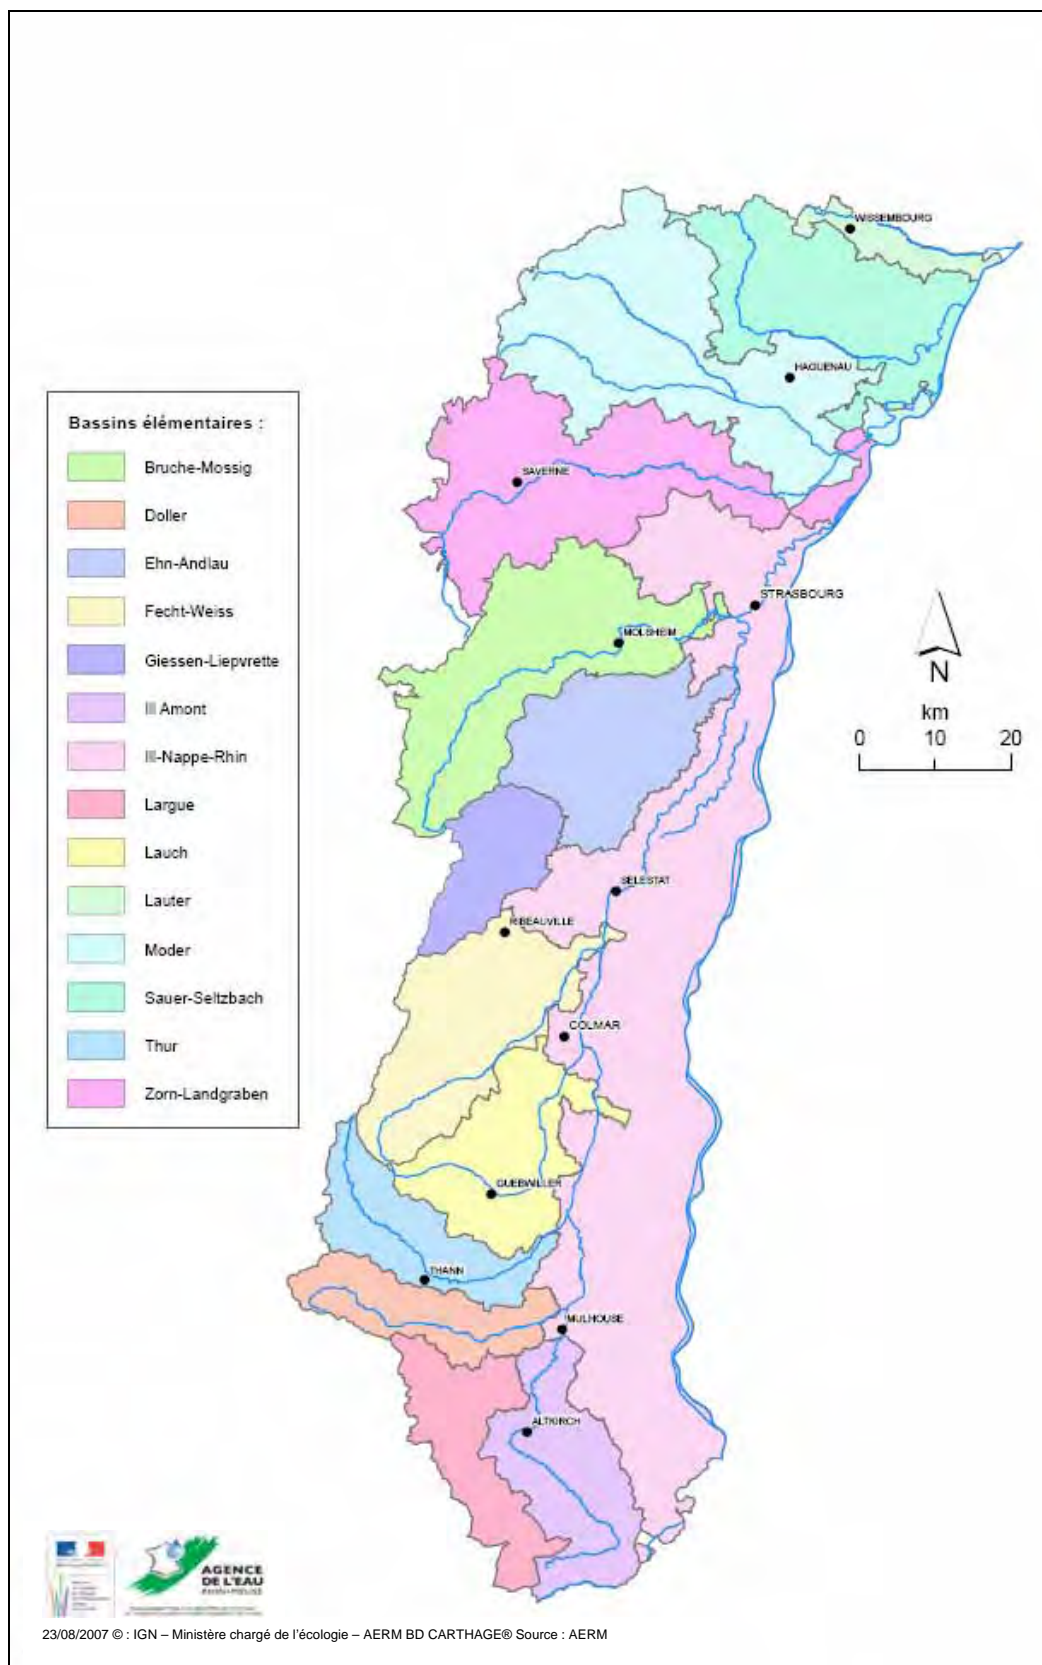 WISSEMBOURG
HAGUENAU
Bassins élémentaires :
Bruche-Mossig
Doller
Ehn-Andlau
Fecht-Weiss
Giessen-Liepvrette
Ill Amont
Ill-Nappe-Rhin
Largue
Lauch
Lauter
Moder
Sauer-Seltzbach
Thur
Zorn-Landgraben
SAVERNE
STRASBOURG
MOLSHEIM
N
km
0 10 20
SELESTAT
RIBEAUVILLE
COLMAR
GUEBWILLER
THANN
MULHOUSE
ALTKIRCH
AGENCE
DE L'EAU
RHIN-MEUSE
23/08/2007 © : IGN – Ministère chargé de l'écologie – AERM BD CARTHAGE® Source : AERM